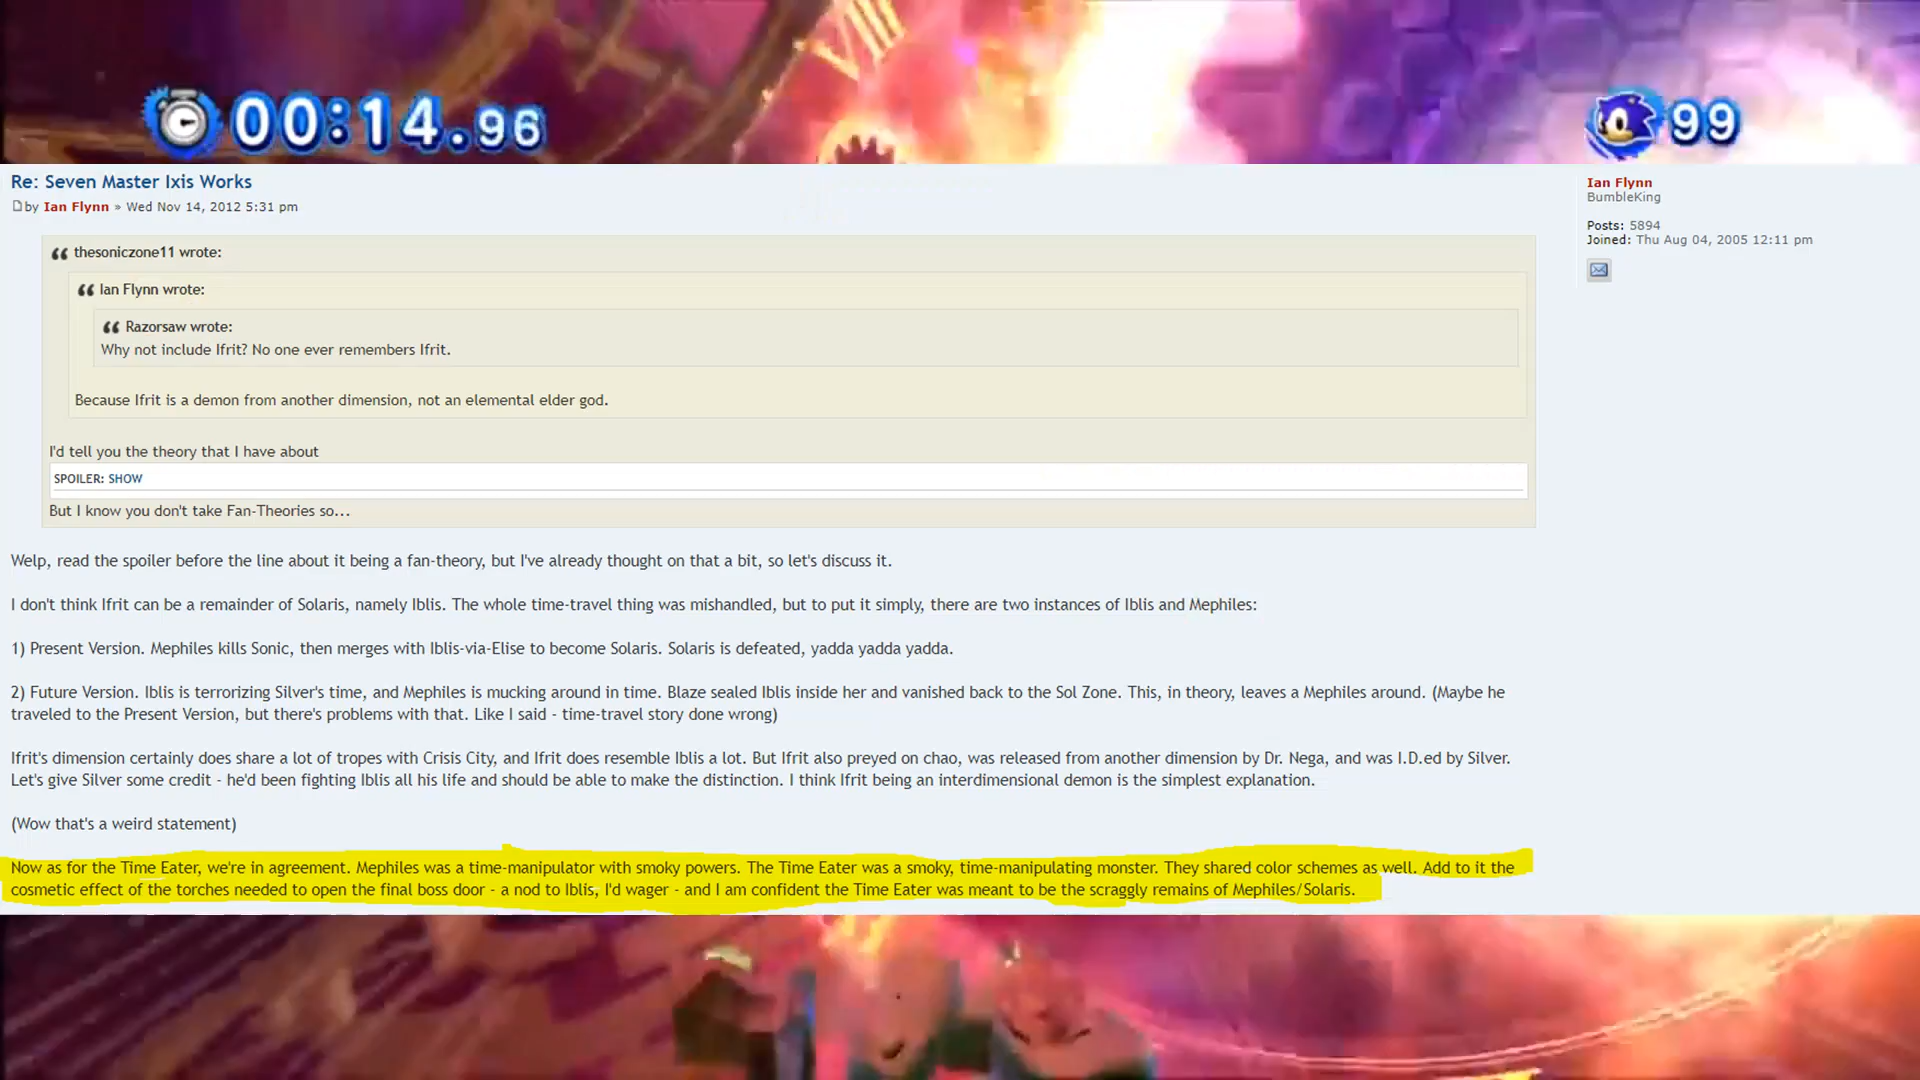 VIII
00:14.96
99
Re: Seven Master Ixis Works
by Ian Flynn » Wed Nov 14, 2012 5:31 pm
Ian Flynn
BumbleKing
Posts: 5894
Joined: Thu Aug 04, 2005 12:11 pm
thesoniczone11 wrote:
Ian Flynn wrote:
Razorsaw wrote:
Why not include Ifrit? No one ever remembers Ifrit.
Because Ifrit is a demon from another dimension, not an elemental elder god.
I'd tell you the theory that I have about
SPOILER: SHOW
But I know you don't take Fan-Theories so...
Welp, read the spoiler before the line about it being a fan-theory, but I've already thought on that a bit, so let's discuss it.
I don't think Ifrit can be a remainder of Solaris, namely Iblis. The whole time-travel thing was mishandled, but to put it simply, there are two instances of Iblis and Mephiles:
1) Present Version. Mephiles kills Sonic, then merges with Iblis-via-Elise to become Solaris. Solaris is defeated, yadda yadda yadda.
2) Future Version. Iblis is terrorizing Silver's time, and Mephiles is mucking around in time. Blaze sealed Iblis inside her and vanished back to the Sol Zone. This, in theory, leaves a Mephiles around. (Maybe he
traveled to the Present Version, but there's problems with that. Like I said - time-travel story done wrong)
Ifrit's dimension certainly does share a lot of tropes with Crisis City, and Ifrit does resemble Iblis a lot. But Ifrit also preyed on chao, was released from another dimension by Dr. Nega, and was I.D.ed by Silver.
Let's give Silver some credit - he'd been fighting Iblis all his life and should be able to make the distinction. I think Ifrit being an interdimensional demon is the simplest explanation.
(Wow that's a weird statement)
Now as for the Time Eater, we're in agreement. Mephiles was a time-manipulator with smoky powers. The Time Eater was a smoky, time-manipulating monster. They shared color schemes as well. Add to it the
cosmetic effect of the torches needed to open the final boss door - a nod to Iblis, I'd wager - and I am confident the Time Eater was meant to be the scraggly remains of Mephiles/Solaris.